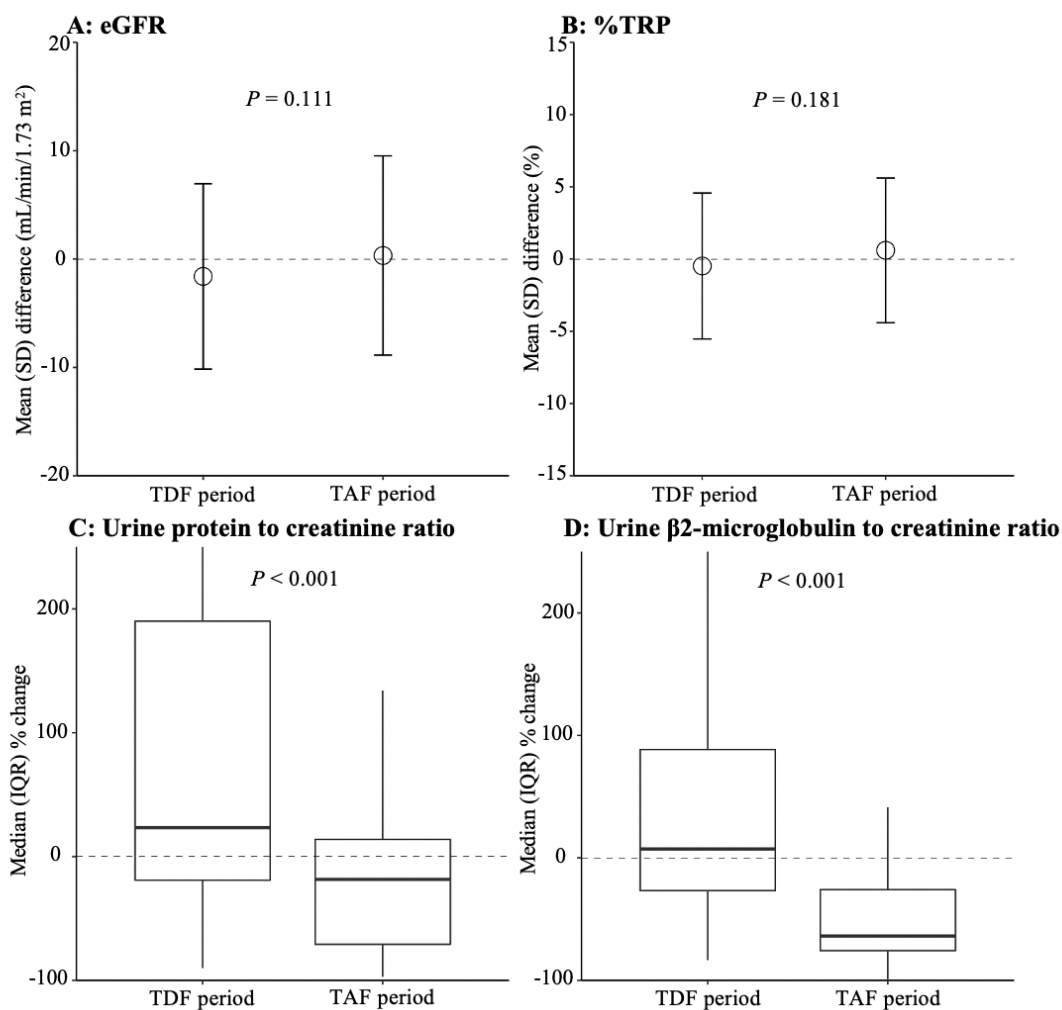 A: eGFR
20
10
0
-10
-20
Mean (SD) difference (mL/min/1.73 m²)
P = 0.111
TDF period
TAF period
B: %TRP
15
10
5
0
-5
-10
-15
Mean (SD) difference (%)
P = 0.181
TDF period
TAF period
C: Urine protein to creatinine ratio
200
100
0
-100
Median (IQR) % change
P < 0.001
TDF period
TAF period
D: Urine β2-microglobulin to creatinine ratio
200
100
0
-100
Median (IQR) % change
P < 0.001
TDF period
TAF period